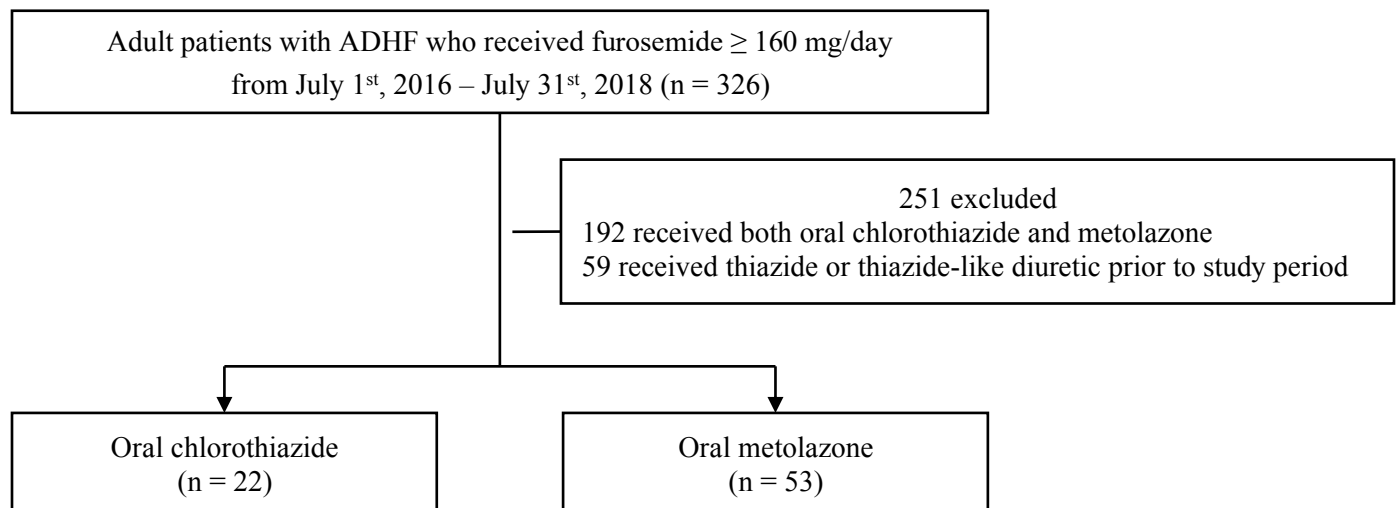 Adult patients with ADHF who received furosemide ≥ 160 mg/day
from July 1st, 2016 – July 31st, 2018 (n = 326)
251 excluded
192 received both oral chlorothiazide and metolazone
59 received thiazide or thiazide-like diuretic prior to study period
Oral chlorothiazide
(n = 22)
Oral metolazone
(n = 53)